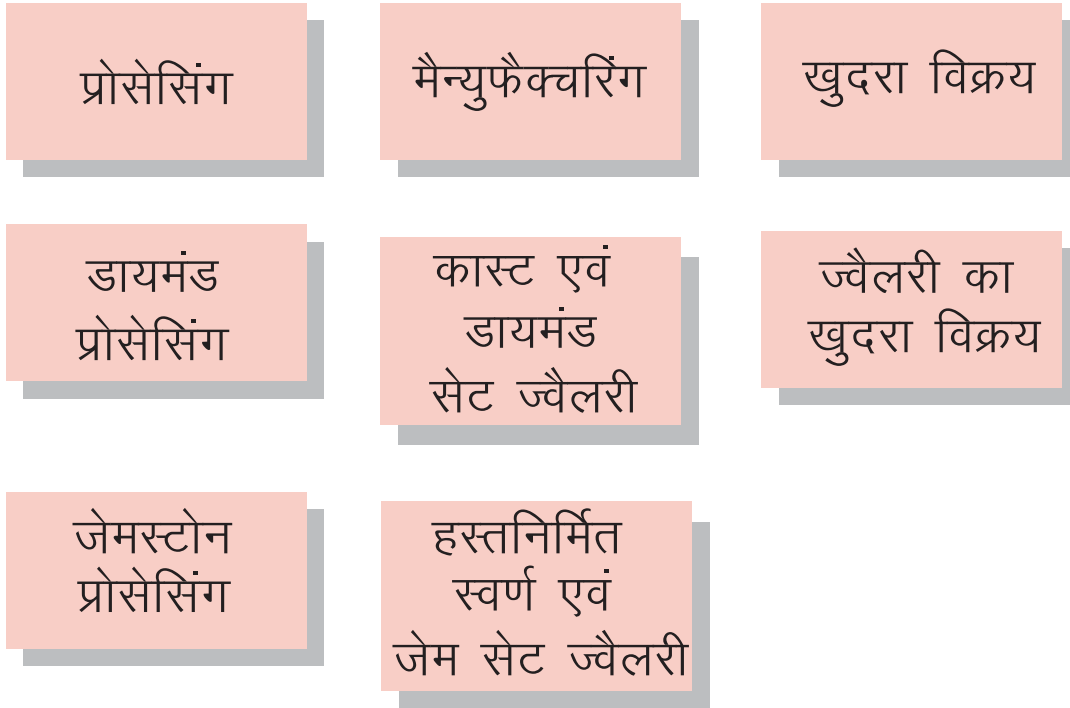 प्रोसेसिंग
मैन्युफैक्चरिंग
खुदरा विक्रय
डायमंड
प्रोसेसिंग
कास्ट एवं
डायमंड
सेट ज्वैलरी
ज्वैलरी का
खुदरा विक्रय
जेमस्टोन
प्रोसेसिंग
हस्तनिर्मित
स्वर्ण एवं
जेम सेट ज्वैलरी